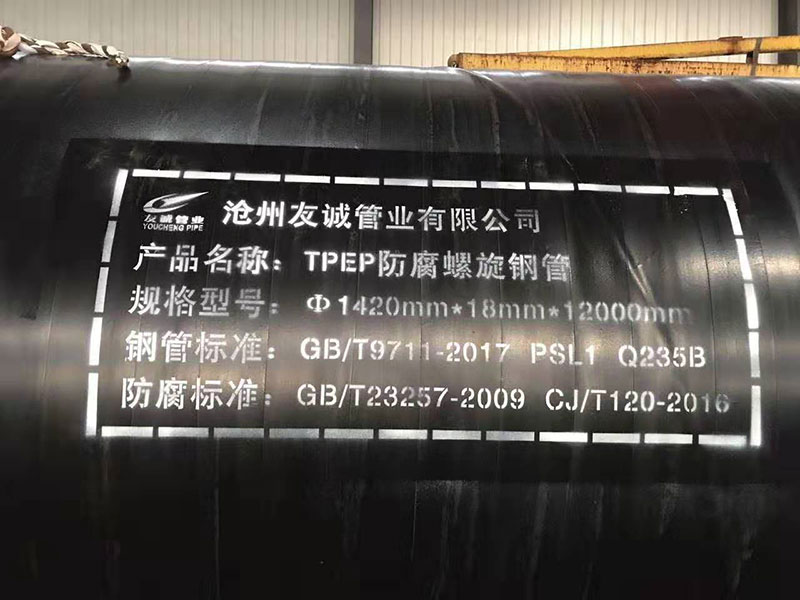 友诚管业
YOUCHENG PIPE
沧州友诚管业有限公司
产品名称：TPEP防腐螺旋钢管
规格型号：Φ1420mm*18mm*12000mm
钢管标准：GB/T9711-2017 PSL1 Q235B
防腐标准：GB/T23257-2009 CJ/T120-2016